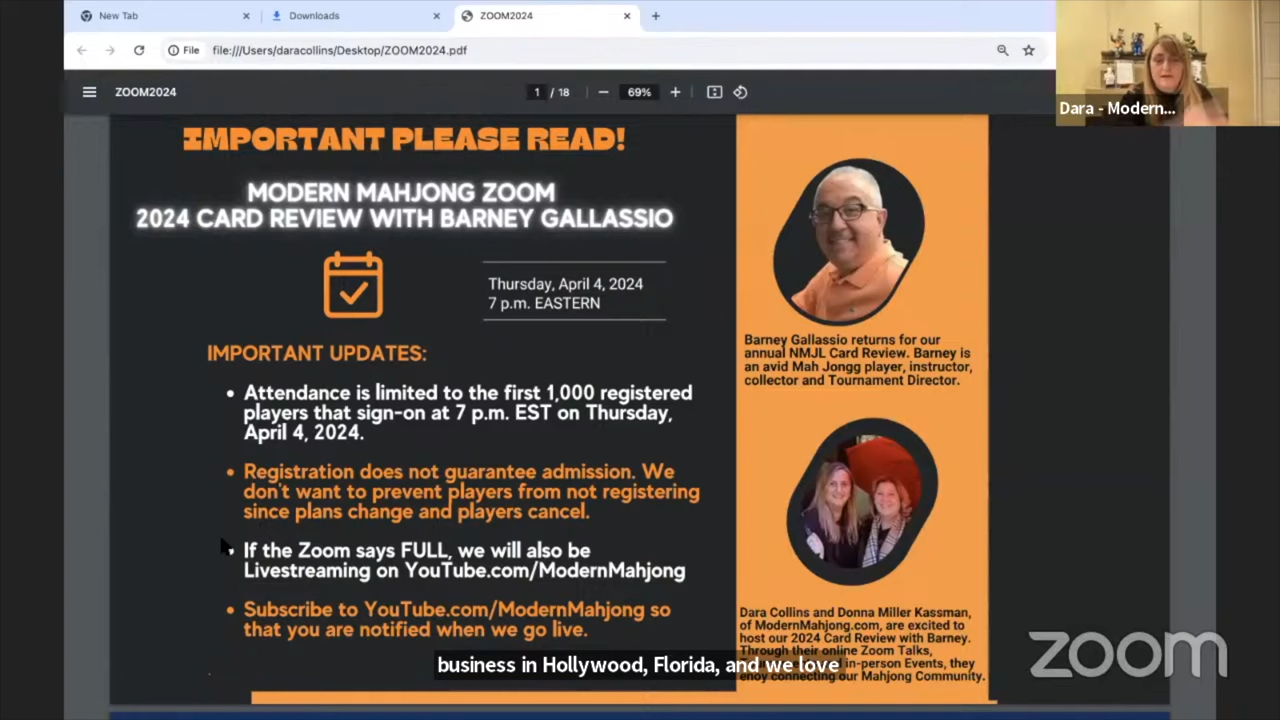 New Tab
Downloads
ZOOM2024
File
file:///Users/daracollins/Desktop/ZOOM2024.pdf
ZOOM2024
1 / 18
69%
Dara - Modern...
IMPORTANT PLEASE READ!
MODERN MAHJONG ZOOM
2024 CARD REVIEW WITH BARNEY GALLASSIO
Thursday, April 4, 2024
7 p.m. EASTERN
IMPORTANT UPDATES:
• Attendance is limited to the first 1,000 registered
players that sign-on at 7 p.m. EST on Thursday,
April 4, 2024.
• Registration does not guarantee admission. We
don't want to prevent players from not registering
since plans change and players cancel.
• If the Zoom says FULL, we will also be
Livestreaming on YouTube.com/ModernMahjong
• Subscribe to YouTube.com/ModernMahjong so
that you are notified when we go live.
Barney Gallassio returns for our
annual NMJL Card Review. Barney is
an avid Mah Jongg player, instructor,
collector and Tournament Director.
Dara Collins and Donna Miller Kassman,
of ModernMahjong.com, are excited to
host our 2024 Card Review with Barney.
Through their online Zoom Talks,
in-person Events, they
enoy connecting our Mahjong Community.
business in Hollywood, Florida, and we love
zoom